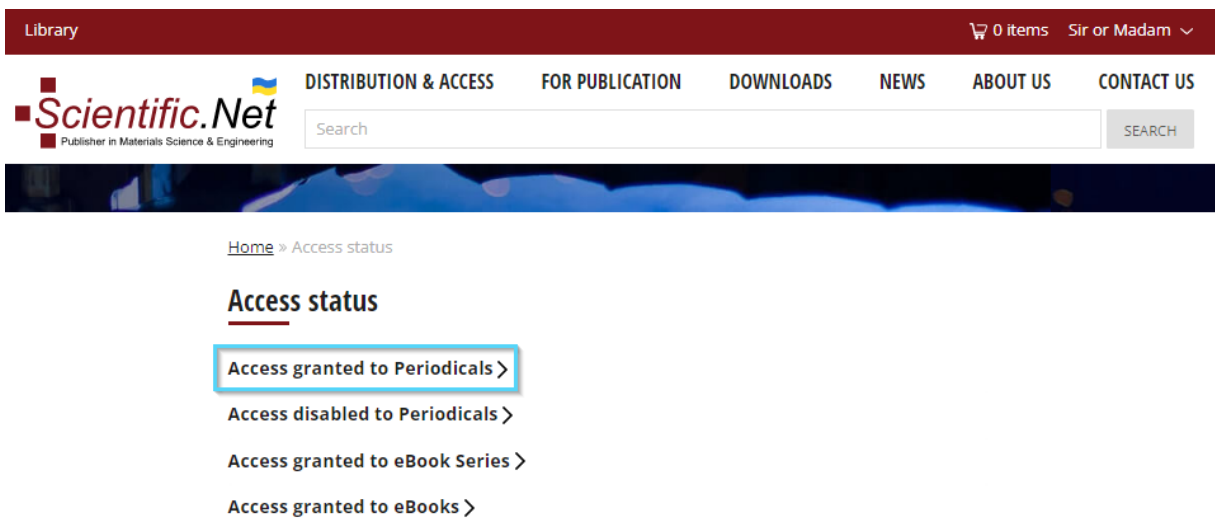 Library
0 items Sir or Madam
DISTRIBUTION & ACCESS FOR PUBLICATION DOWNLOADS NEWS ABOUT US CONTACT US
Scientific.Net
Publisher in Materials Science & Engineering
Search
SEARCH
Home » Access status
Access status
Access granted to Periodicals
Access disabled to Periodicals
Access granted to eBook Series
Access granted to eBooks